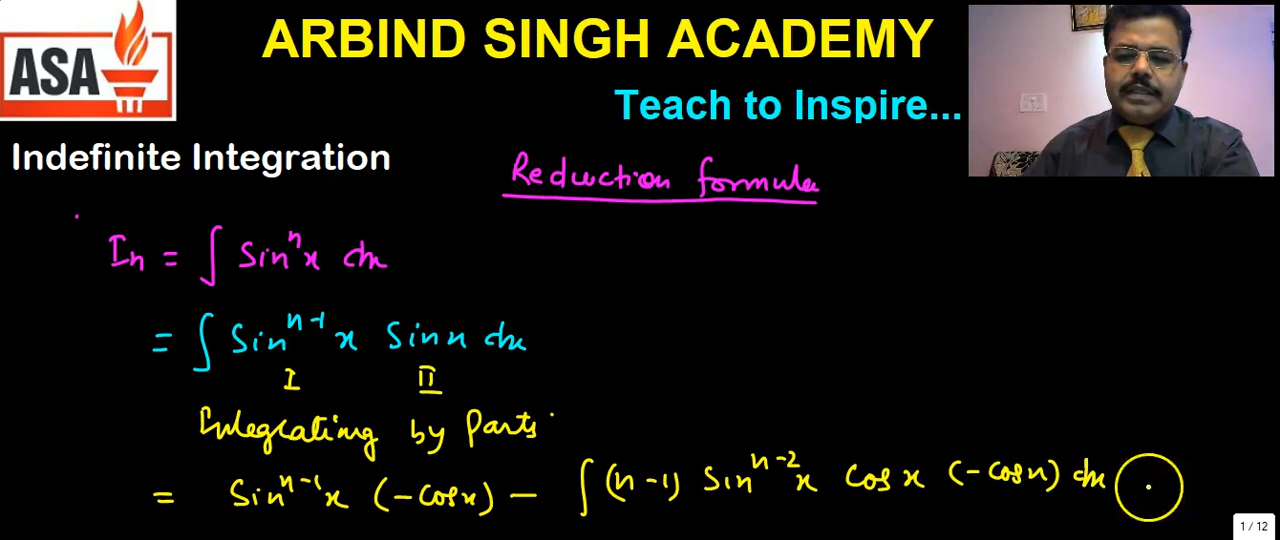 ASA
ARBIND SINGH ACADEMY
Teach to Inspire...
Indefinite Integration
Reduction formula
Iₙ = ∫ Sinⁿx dx
= ∫ Sinⁿ⁻¹x Sinx dx
I II
Integrating by Parts
= Sinⁿ⁻¹x (-cosx) - ∫ (n-1) Sinⁿ⁻²x cosx (-cosx) dx
1 / 12